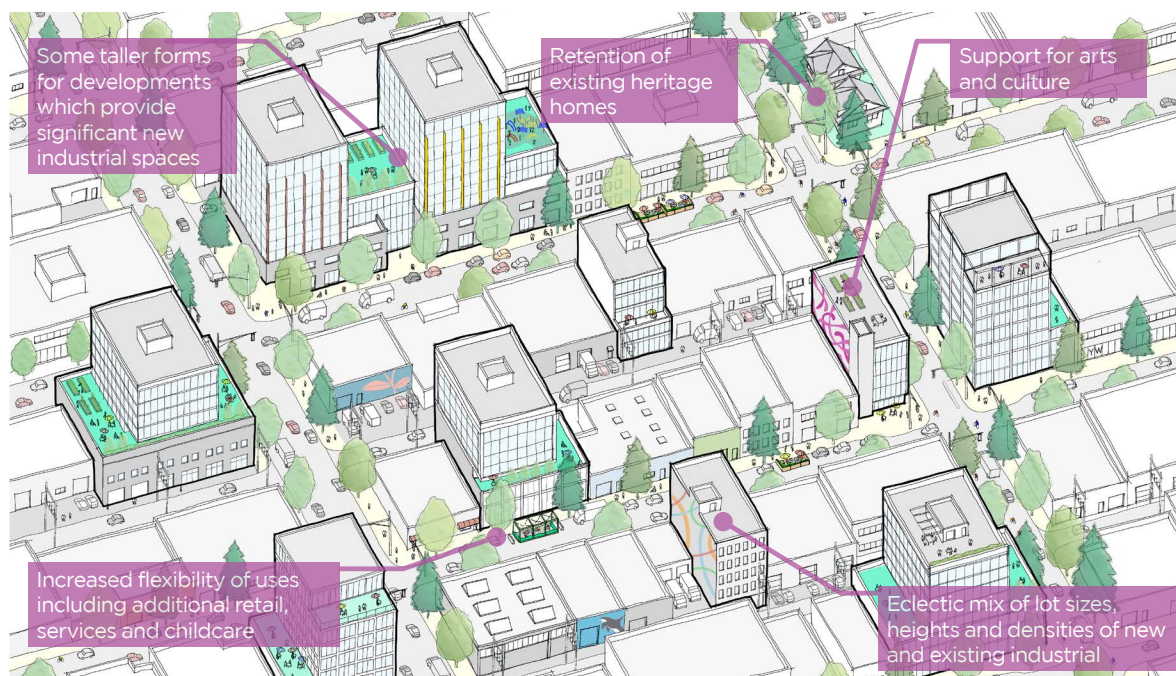 Some taller forms
for developments
which provide
significant new
industrial spaces
Retention of
existing heritage
homes
Support for arts
and culture
YW
Increased flexibility of uses
including additional retail,
services and childcare
Eclectic mix of lot sizes,
heights and densities of new
and existing industrial